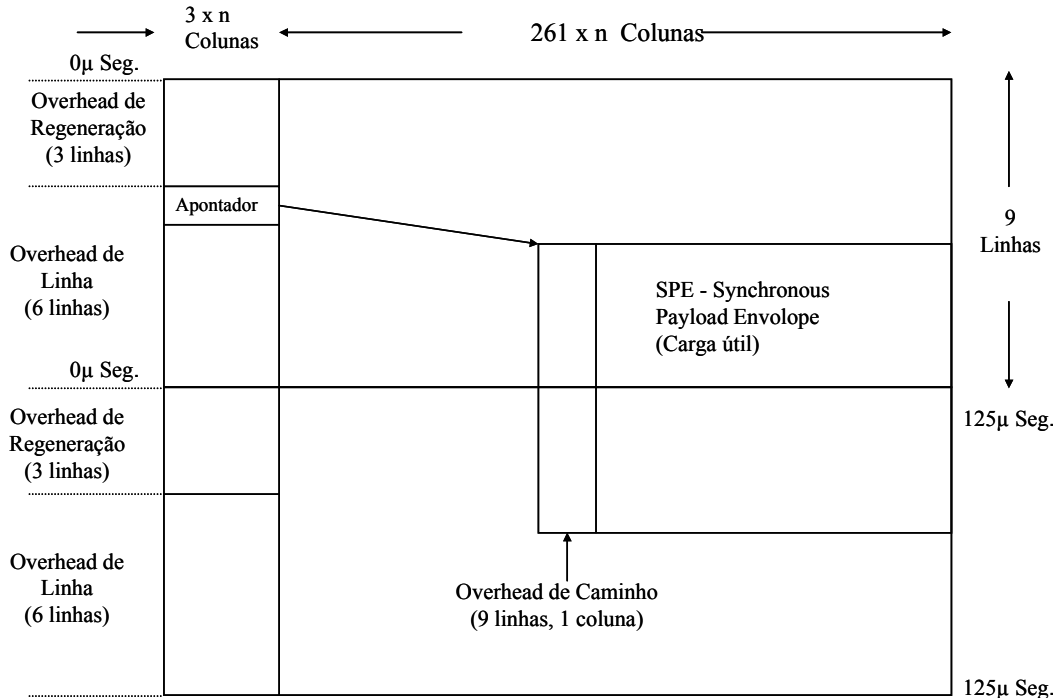 3 x n
Colunas
261 x n  Colunas
0µ Seg.
Overhead de
Regeneração
(3 linhas)
Apontador
9
Linhas
Overhead de
Linha
(6 linhas)
SPE - Synchronous
Payload Envolope
(Carga útil)
0µ Seg.
Overhead de
Regeneração
(3 linhas)
125µ Seg.
Overhead de
Linha
(6 linhas)
Overhead de Caminho
(9 linhas, 1 coluna)
125µ Seg.